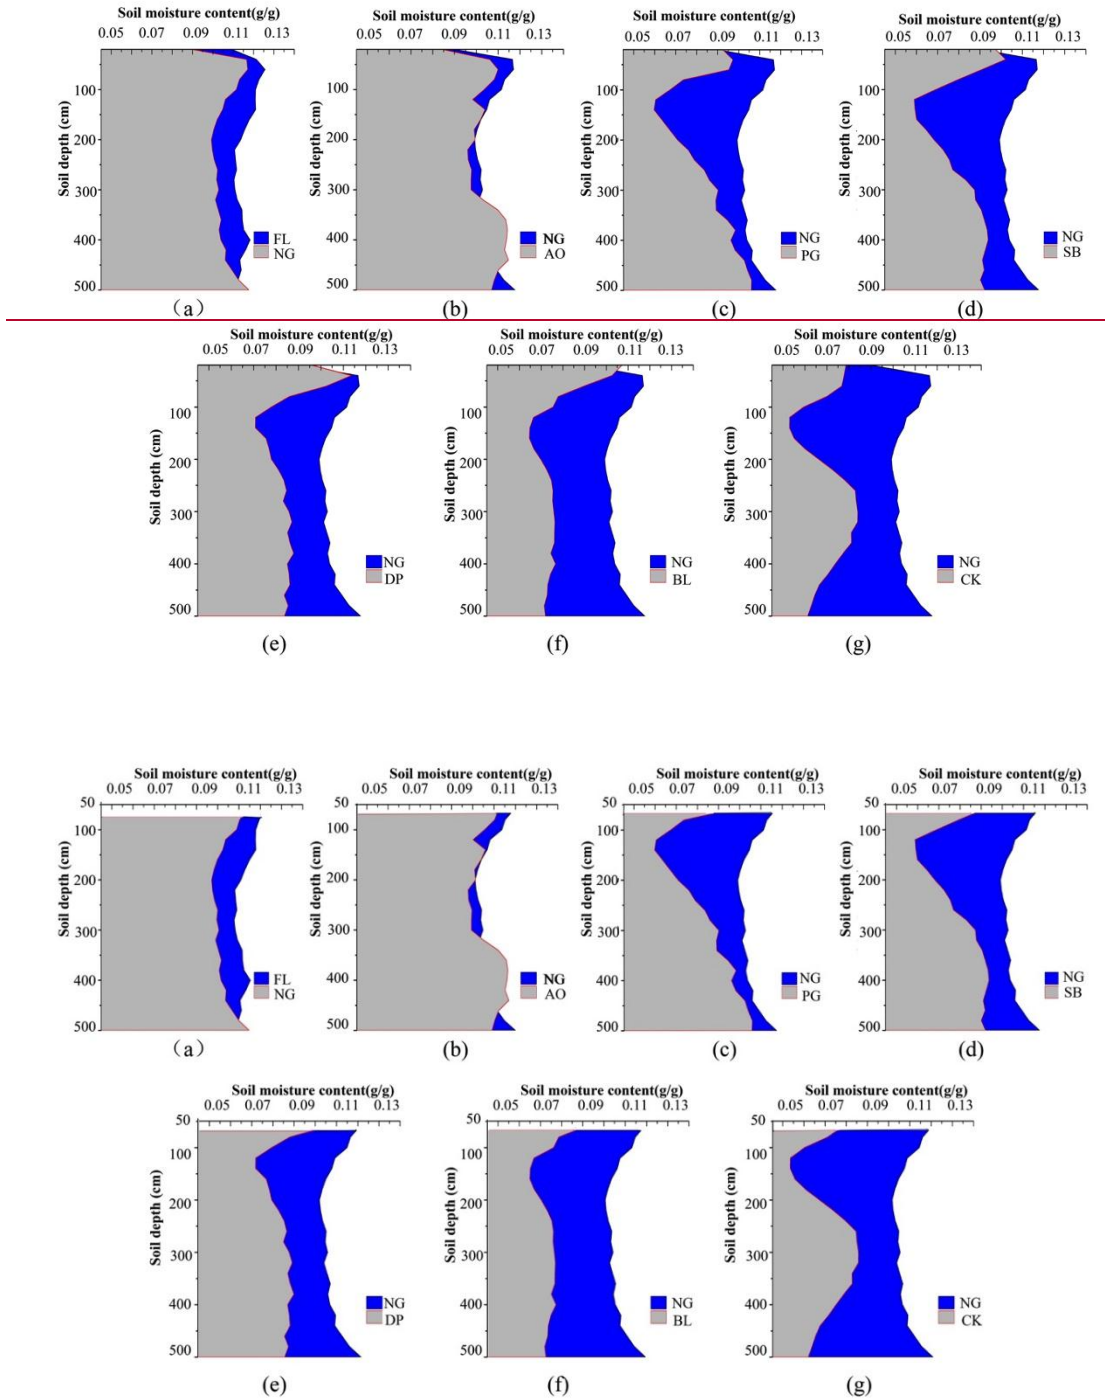 Soil moisture content(g/g) Soil moisture content(g/g) Soil moisture content(g/g) Soil moisture content(g/g)
0.05 0.07 0.09 0.11 0.13 0.05 0.07 0.09 0.11 0.13 0.05 0.07 0.09 0.11 0.13 0.05 0.07 0.09 0.11 0.13
Soil depth (cm) Soil depth (cm) Soil depth (cm) Soil depth (cm)
100 100 100 100
200 200 200 200
300 300 300 300
400 400 400 400
500 500 500 500
FL NG NG NG
NG AO PG SB
(a) (b) (c) (d)
Soil moisture content(g/g) Soil moisture content(g/g) Soil moisture content(g/g)
0.05 0.07 0.09 0.11 0.13 0.05 0.07 0.09 0.11 0.13 0.05 0.07 0.09 0.11 0.13
Soil depth (cm) Soil depth (cm) Soil depth (cm)
100 100 100
200 200 200
300 300 300
400 400 400
500 500 500
NG NG NG
DP BL CK
(e) (f) (g)
Soil moisture content(g/g) Soil moisture content(g/g) Soil moisture content(g/g) Soil moisture content(g/g)
0.05 0.07 0.09 0.11 0.13 0.05 0.07 0.09 0.11 0.13 0.05 0.07 0.09 0.11 0.13 0.05 0.07 0.09 0.11 0.13
Soil depth (cm) Soil depth (cm) Soil depth (cm) Soil depth (cm)
50 50 50 50
100 100 100 100
200 200 200 200
300 300 300 300
400 400 400 400
500 500 500 500
FL NG NG NG
NG AO PG SB
(a) (b) (c) (d)
Soil moisture content(g/g) Soil moisture content(g/g) Soil moisture content(g/g)
0.05 0.07 0.09 0.11 0.13 0.05 0.07 0.09 0.11 0.13 0.05 0.07 0.09 0.11 0.13
Soil depth (cm) Soil depth (cm) Soil depth (cm)
50 50 50
100 100 100
200 200 200
300 300 300
400 400 400
500 500 500
NG NG NG
DP BL CK
(e) (f) (g)